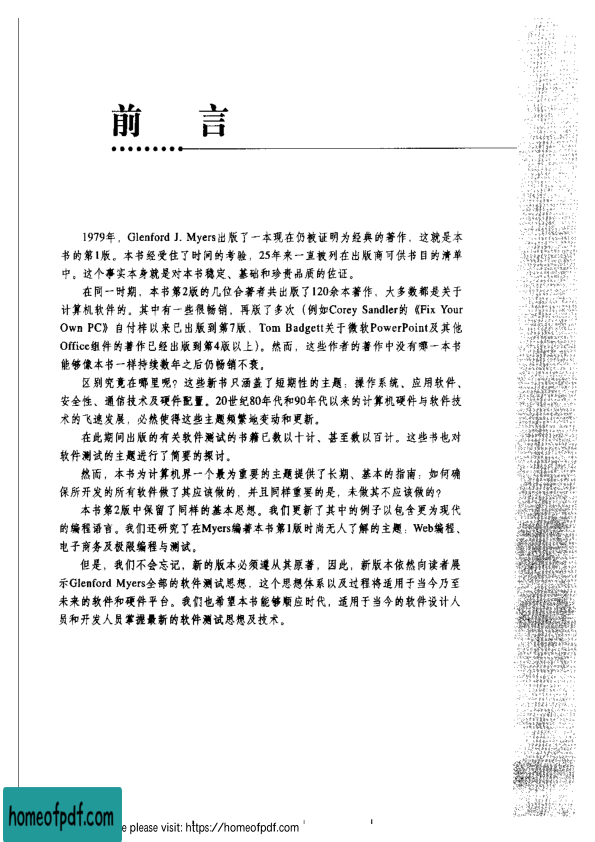 前 言
1979年，Glenford J. Myers出版了一本现在仍被证明为经典的著作，这就是本
书的第1版。本书经受住了时间的考验，25年来一直被列在出版商可供书目的清单
中。这个事实本身就是对本书稳定、基础和珍贵品质的佐证。
在同一时期，本书第2版的几位合著者共出版了120余本著作，大多数都是关于
计算机软件的。其中有一些很畅销，再版了多次（例如Corey Sandler的《Fix Your
Own PC》自付梓以来已出版到第7版，Tom Badgett关于微软PowerPoint及其他
Office组件的著作已经出版到第4版以上）。然而，这些作者的著作中没有哪一本书
能够像本书一样持续数年之后仍畅销不衰。
区别究竟在哪里呢？这些新书只涵盖了短期性的主题：操作系统、应用软件、
安全性、通信技术及硬件配置。20世纪80年代和90年代以来的计算机硬件与软件技
术的飞速发展，必然使得这些主题频繁地变动和更新。
在此期间出版的有关软件测试的书籍已数以十计、甚至数以百计。这些书也对
软件测试的主题进行了简要的探讨。
然而，本书为计算机界一个最为重要的主题提供了长期、基本的指南：如何确
保所开发的所有软件做了其应该做的，并且同样重要的是，未做其不应该做的？
本书第2版中保留了同样的基本思想。我们更新了其中的例子以包含更为现代
的编程语言。我们还研究了在Myers编著本书第1版时尚无人了解的主题：Web编程、
电子商务及极限编程与测试。
但是，我们不会忘记，新的版本必须遵从其原著，因此，新版本依然向读者展
示Glenford Myers全部的软件测试思想，这个思想体系以及过程将适用于当今乃至
未来的软件和硬件平台。我们也希望本书能够顺应时代，适用于当今的软件设计人
员和开发人员掌握最新的软件测试思想及技术。
homeofpdf.com
e please visit: https://homeofpdf.com